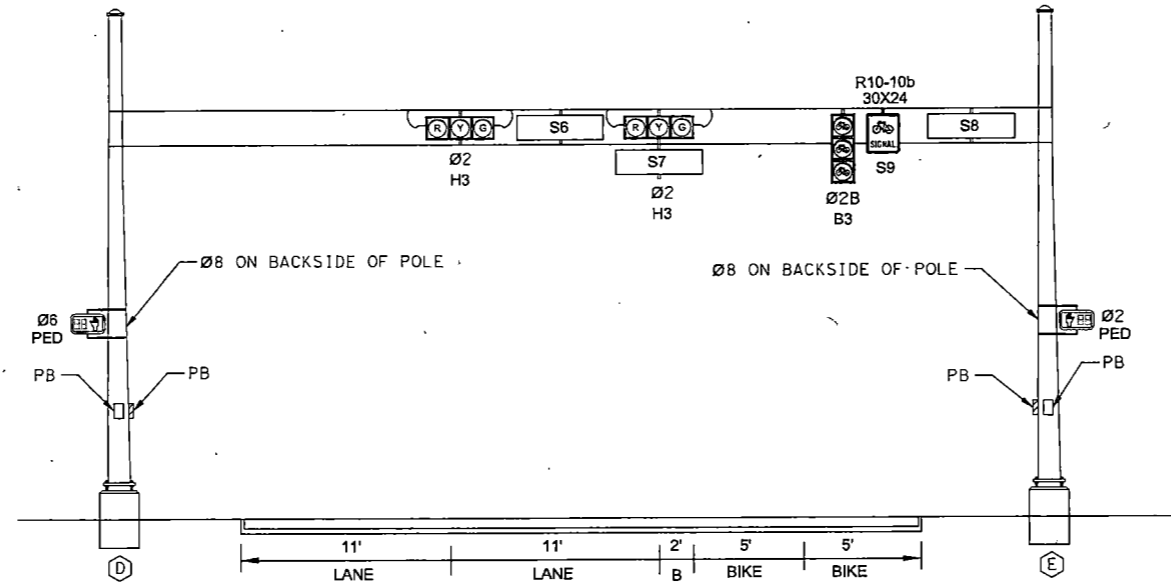 R10-10b
30X24
R Y G
S6
R Y G
S8
SIGNAL
S7
S9
Ø2
H3
Ø2
H3
Ø2B
B3
Ø8 ON BACKSIDE OF POLE
Ø8 ON BACKSIDE OF POLE
Ø6
PED
Ø2
PED
PB
PB
PB
PB
11'
11'
2'
5'
5'
LANE
LANE
B
BIKE
BIKE
D
E